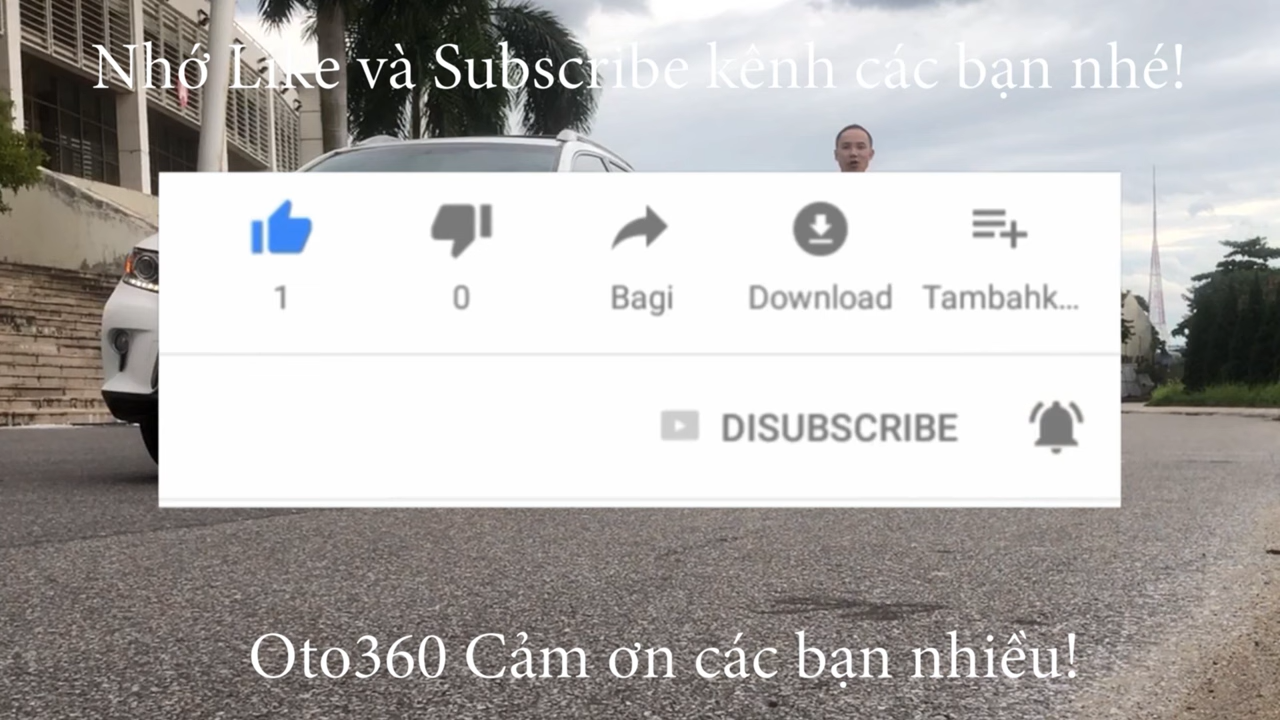 Nhớ Like và Subscribe kênh các bạn nhé!
1 0 Bagi Download Tambahk...
DISUBSCRIBE
Oto360 Cảm ơn các bạn nhiều!